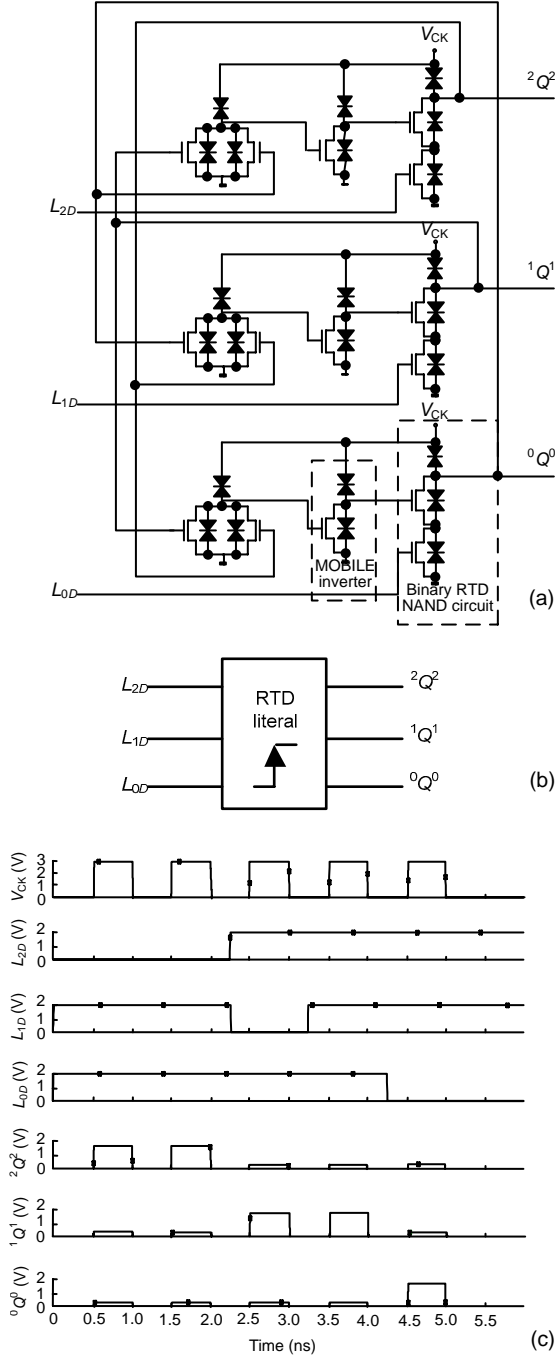 V_CK
²Q²
L_2D
V_CK
¹Q¹
L_1D
V_CK
⁰Q⁰
MOBILE
inverter
Binary RTD
NAND circuit
L_0D
(a)
L_2D
²Q²
RTD
literal
L_1D
¹Q¹
L_0D
⁰Q⁰
(b)
V_CK (V)
3
2
1
0
L_2D (V)
2
1
0
L_1D (V)
2
1
0
L_0D (V)
2
1
0
²Q² (V)
2
1
0
¹Q¹ (V)
2
1
0
⁰Q⁰ (V)
2
1
0
0 0.5 1.0 1.5 2.0 2.5 3.0 3.5 4.0 4.5 5.0 5.5
Time (ns)
(c)